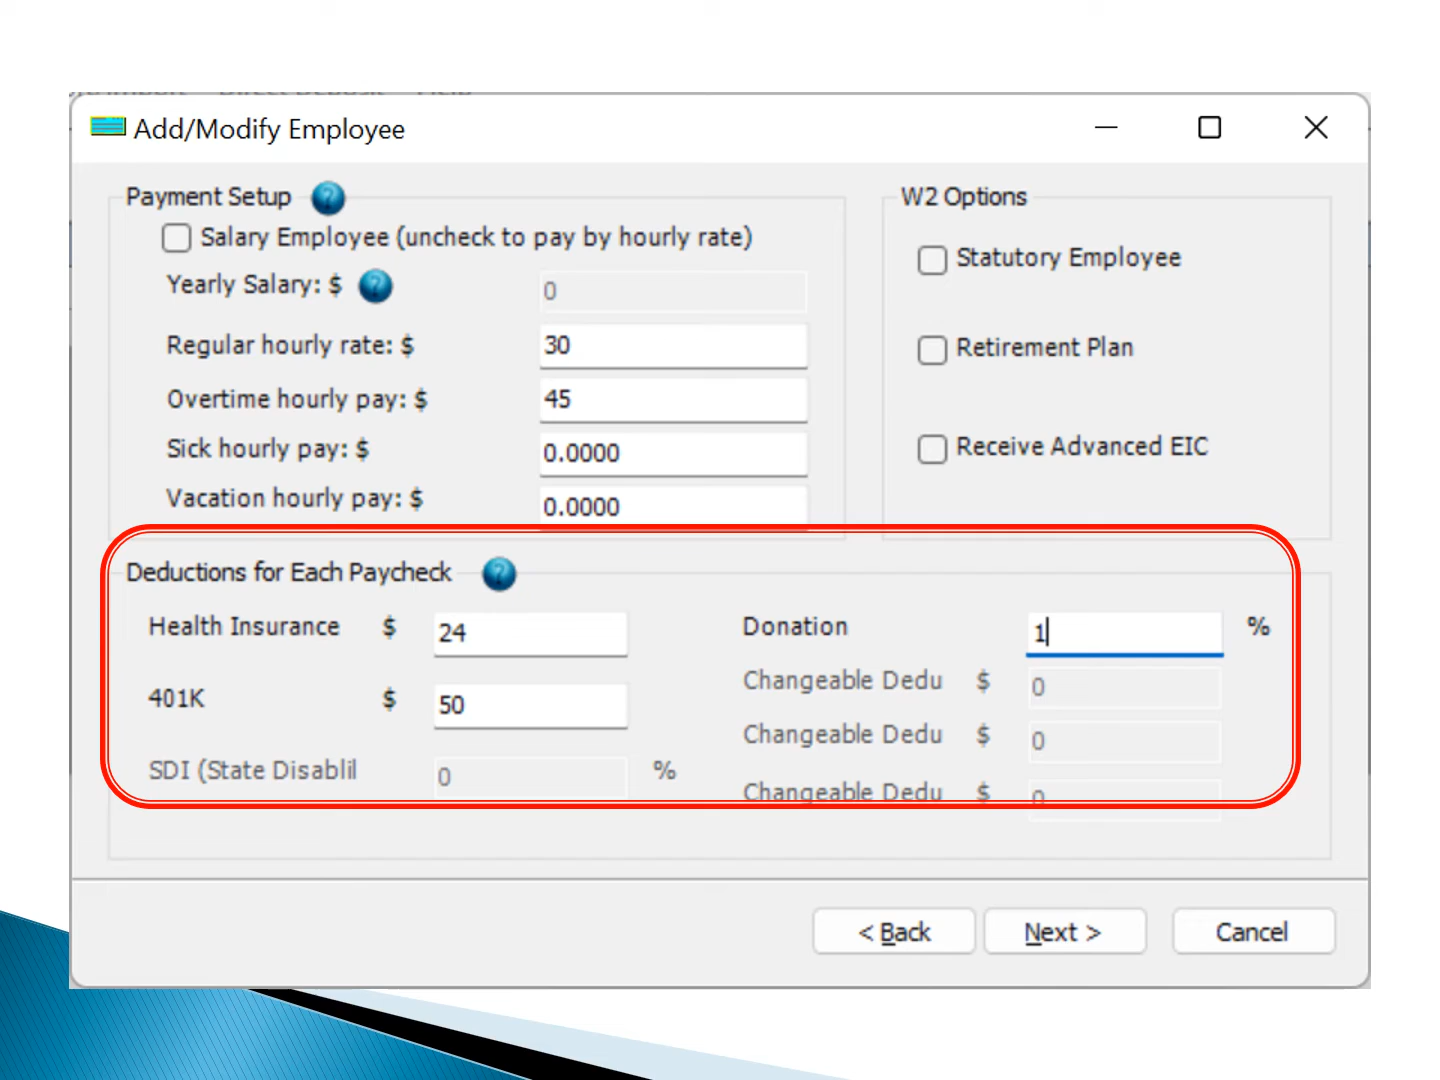 Add/Modify Employee
Payment Setup ?
Salary Employee (uncheck to pay by hourly rate)
Yearly Salary: $ ? 0
Regular hourly rate: $ 30
Overtime hourly pay: $ 45
Sick hourly pay: $ 0.0000
Vacation hourly pay: $ 0.0000
W2 Options
Statutory Employee
Retirement Plan
Receive Advanced EIC
Deductions for Each Paycheck ?
Health Insurance $ 24
401K $ 50
SDI (State Disablil 0 %
Donation 1 %
Changeable Dedu $ 0
Changeable Dedu $ 0
Changeable Dedu $ 0
< Back Next > Cancel